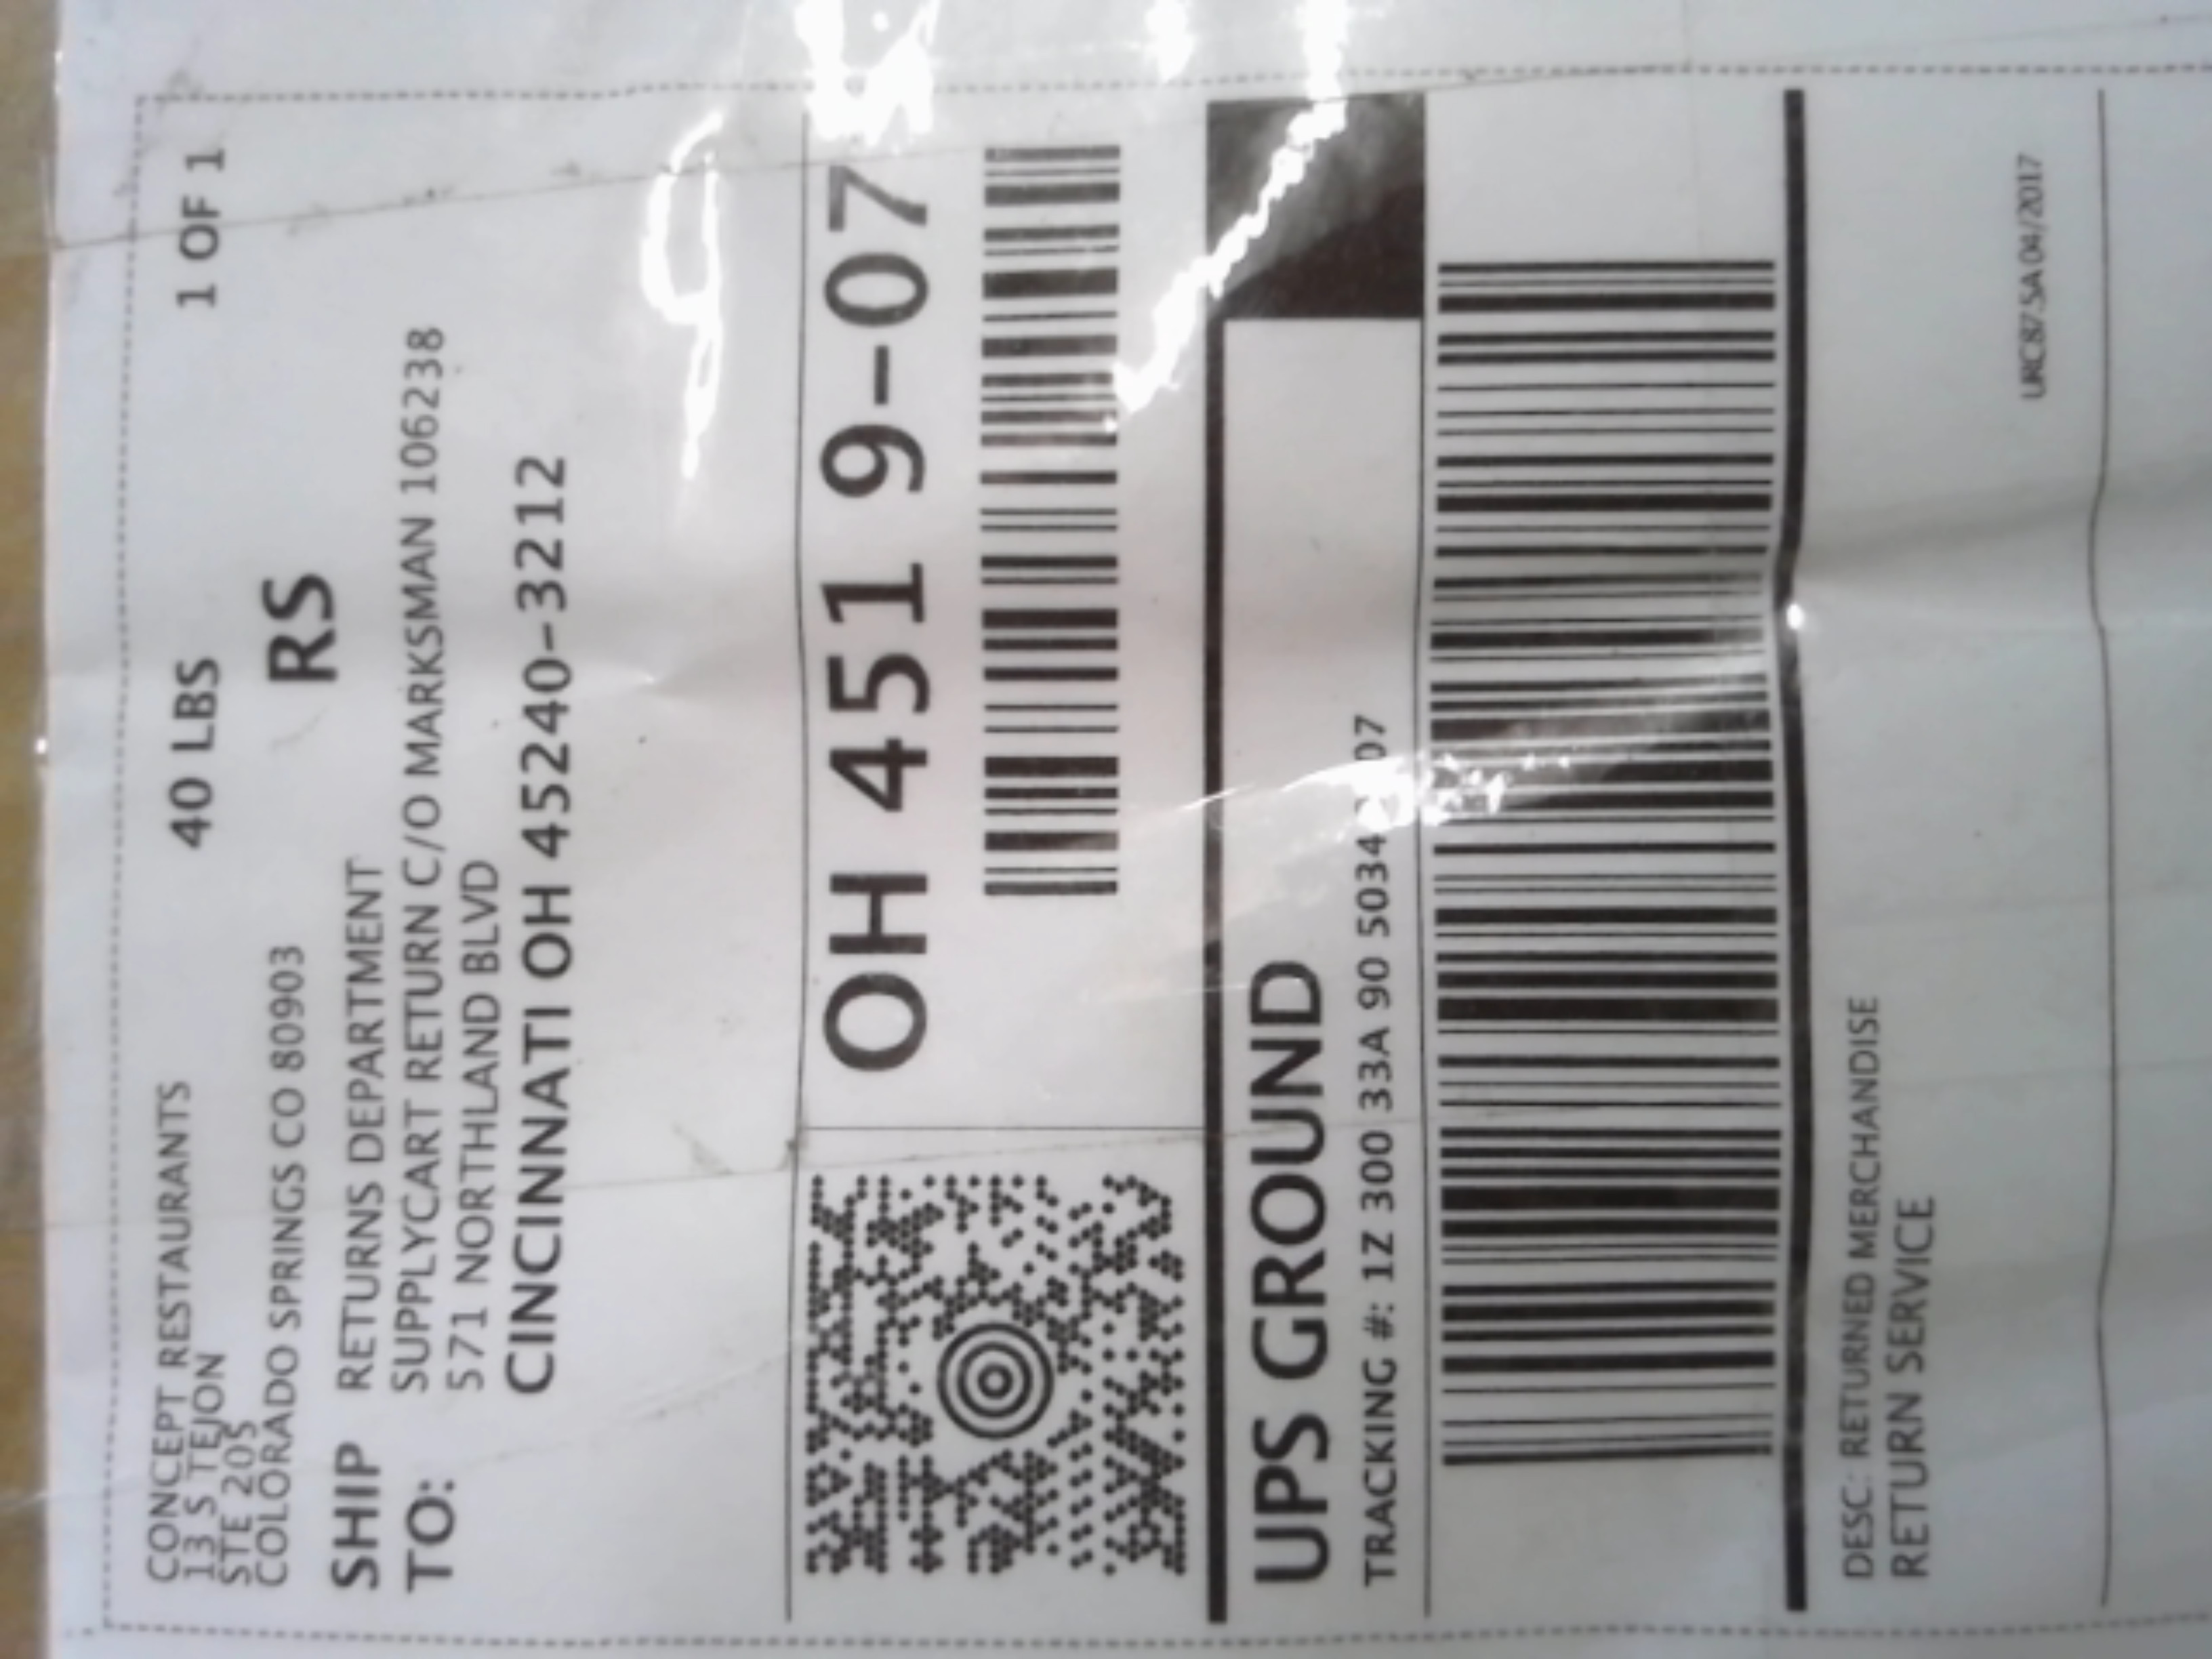 CONCEPT RESTAURANTS
13 S TEJON
STE 205
COLORADO SPRINGS CO 80903
40 LBS
1 OF 1
RS
SHIP TO:
RETURNS DEPARTMENT
SUPPLYCART RETURN C/O MARKSMAN 106238
571 NORTHLAND BLVD
CINCINNATI OH 45240-3212
OH 451 9-07
UPS GROUND
TRACKING #: 1Z 300 33A 90 5034
DESC: RETURNED MERCHANDISE
RETURN SERVICE